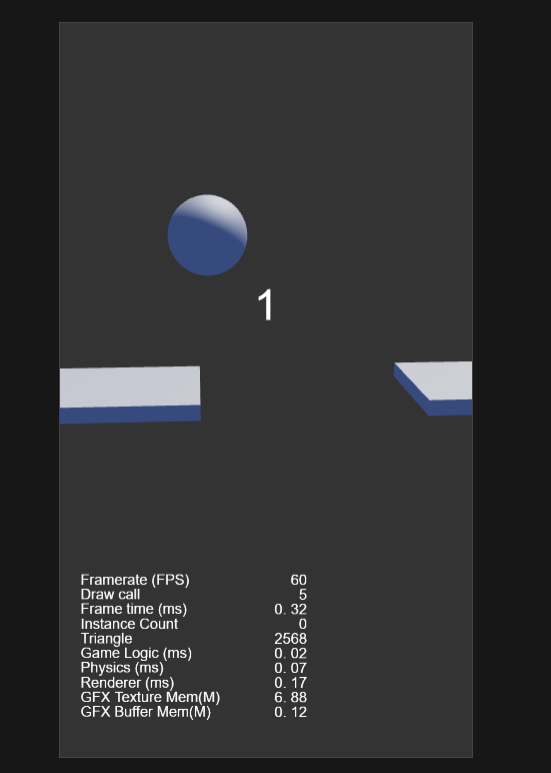 1
Framerate (FPS) 60
Draw call 5
Frame time (ms) 0. 32
Instance Count 0
Triangle 2568
Game Logic (ms) 0. 02
Physics (ms) 0. 07
Renderer (ms) 0. 17
GFX Texture Mem(M) 6. 88
GFX Buffer Mem(M) 0. 12